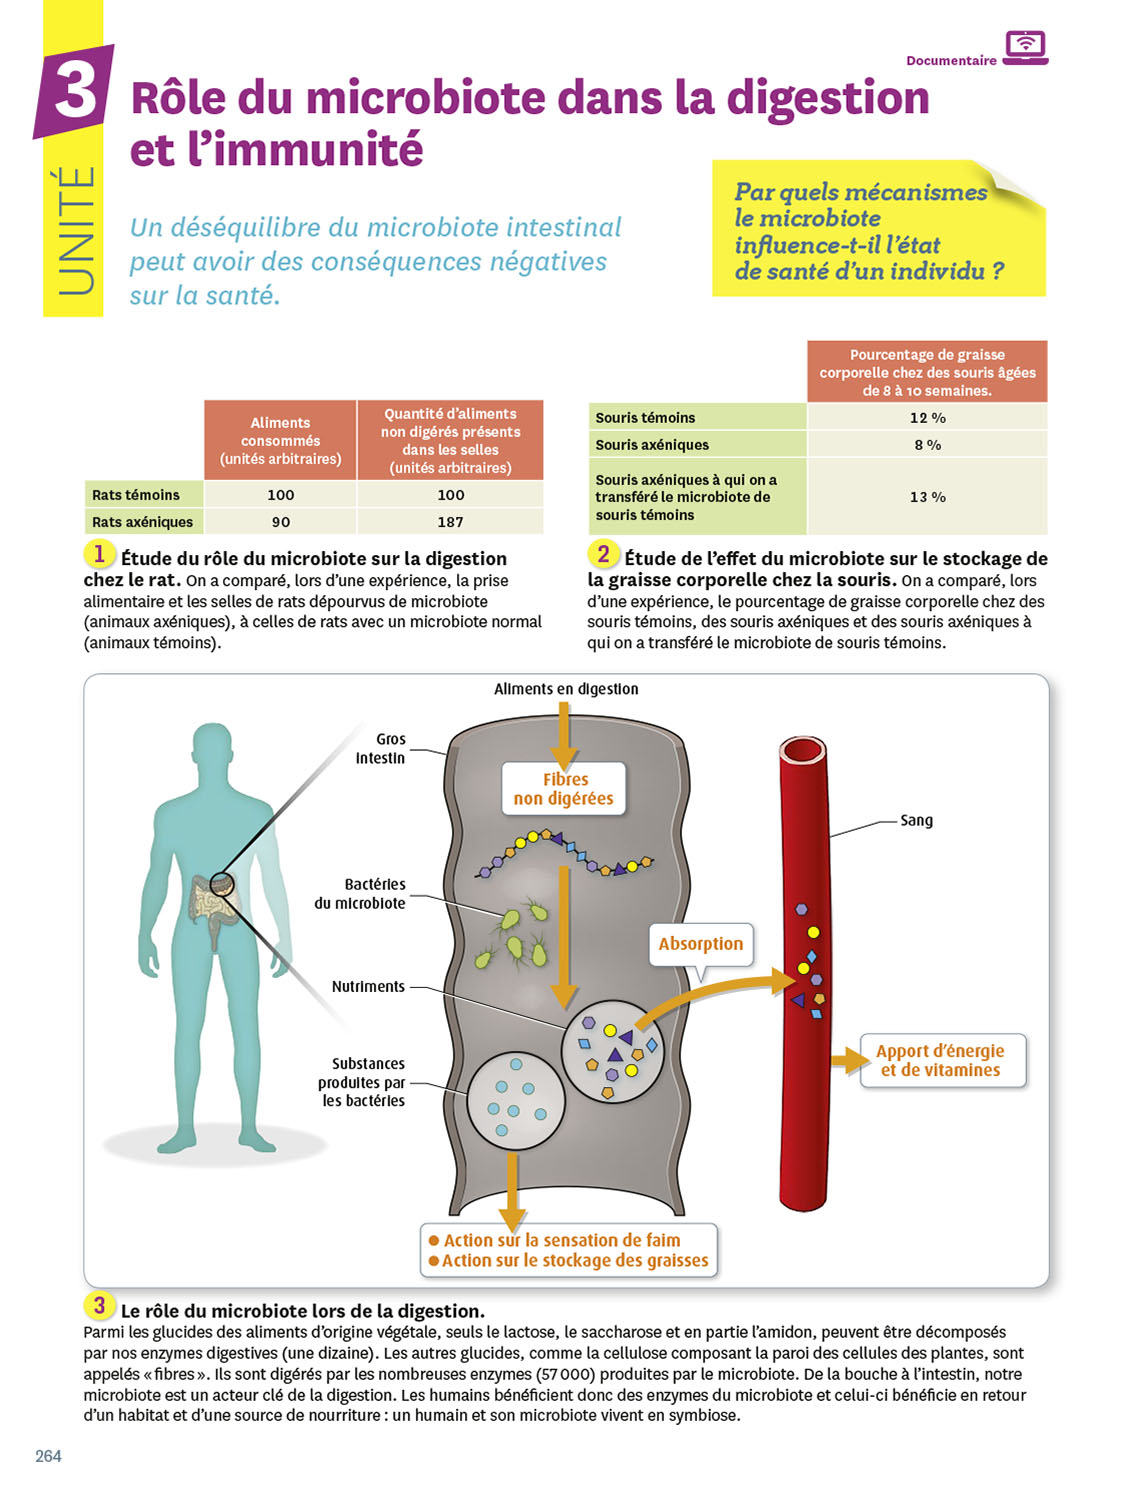 Documentaire
3
UNITÉ
Rôle du microbiote dans la digestion
et l'immunité
Un déséquilibre du microbiote intestinal
peut avoir des conséquences négatives
sur la santé.
Par quels mécanismes
le microbiote
influence-t-il l'état
de santé d'un individu ?
Aliments
consommés
(unités arbitraires)
Quantité d'aliments
non digérés présents
dans les selles
(unités arbitraires)
Rats témoins 100 100
Rats axéniques 90 187
1 Étude du rôle du microbiote sur la digestion
chez le rat. On a comparé, lors d'une expérience, la prise
alimentaire et les selles de rats dépourvus de microbiote
(animaux axéniques), à celles de rats avec un microbiote normal
(animaux témoins).
Pourcentage de graisse
corporelle chez des souris âgées
de 8 à 10 semaines.
Souris témoins 12 %
Souris axéniques 8 %
Souris axéniques à qui on a
transféré le microbiote de
souris témoins
13 %
2 Étude de l'effet du microbiote sur le stockage de
la graisse corporelle chez la souris. On a comparé, lors
d'une expérience, le pourcentage de graisse corporelle chez des
souris témoins, des souris axéniques et des souris axéniques à
qui on a transféré le microbiote de souris témoins.
Aliments en digestion
Gros
intestin
Fibres
non digérées
Sang
Bactéries
du microbiote
Absorption
Nutriments
Substances
produites par
les bactéries
Apport d'énergie
et de vitamines
● Action sur la sensation de faim
● Action sur le stockage des graisses
3 Le rôle du microbiote lors de la digestion.
Parmi les glucides des aliments d'origine végétale, seuls le lactose, le saccharose et en partie l'amidon, peuvent être décomposés
par nos enzymes digestives (une dizaine). Les autres glucides, comme la cellulose composant la paroi des cellules des plantes, sont
appelés « fibres ». Ils sont digérés par les nombreuses enzymes (57 000) produites par le microbiote. De la bouche à l'intestin, notre
microbiote est un acteur clé de la digestion. Les humains bénéficient donc des enzymes du microbiote et celui-ci bénéficie en retour
d'un habitat et d'une source de nourriture : un humain et son microbiote vivent en symbiose.
264